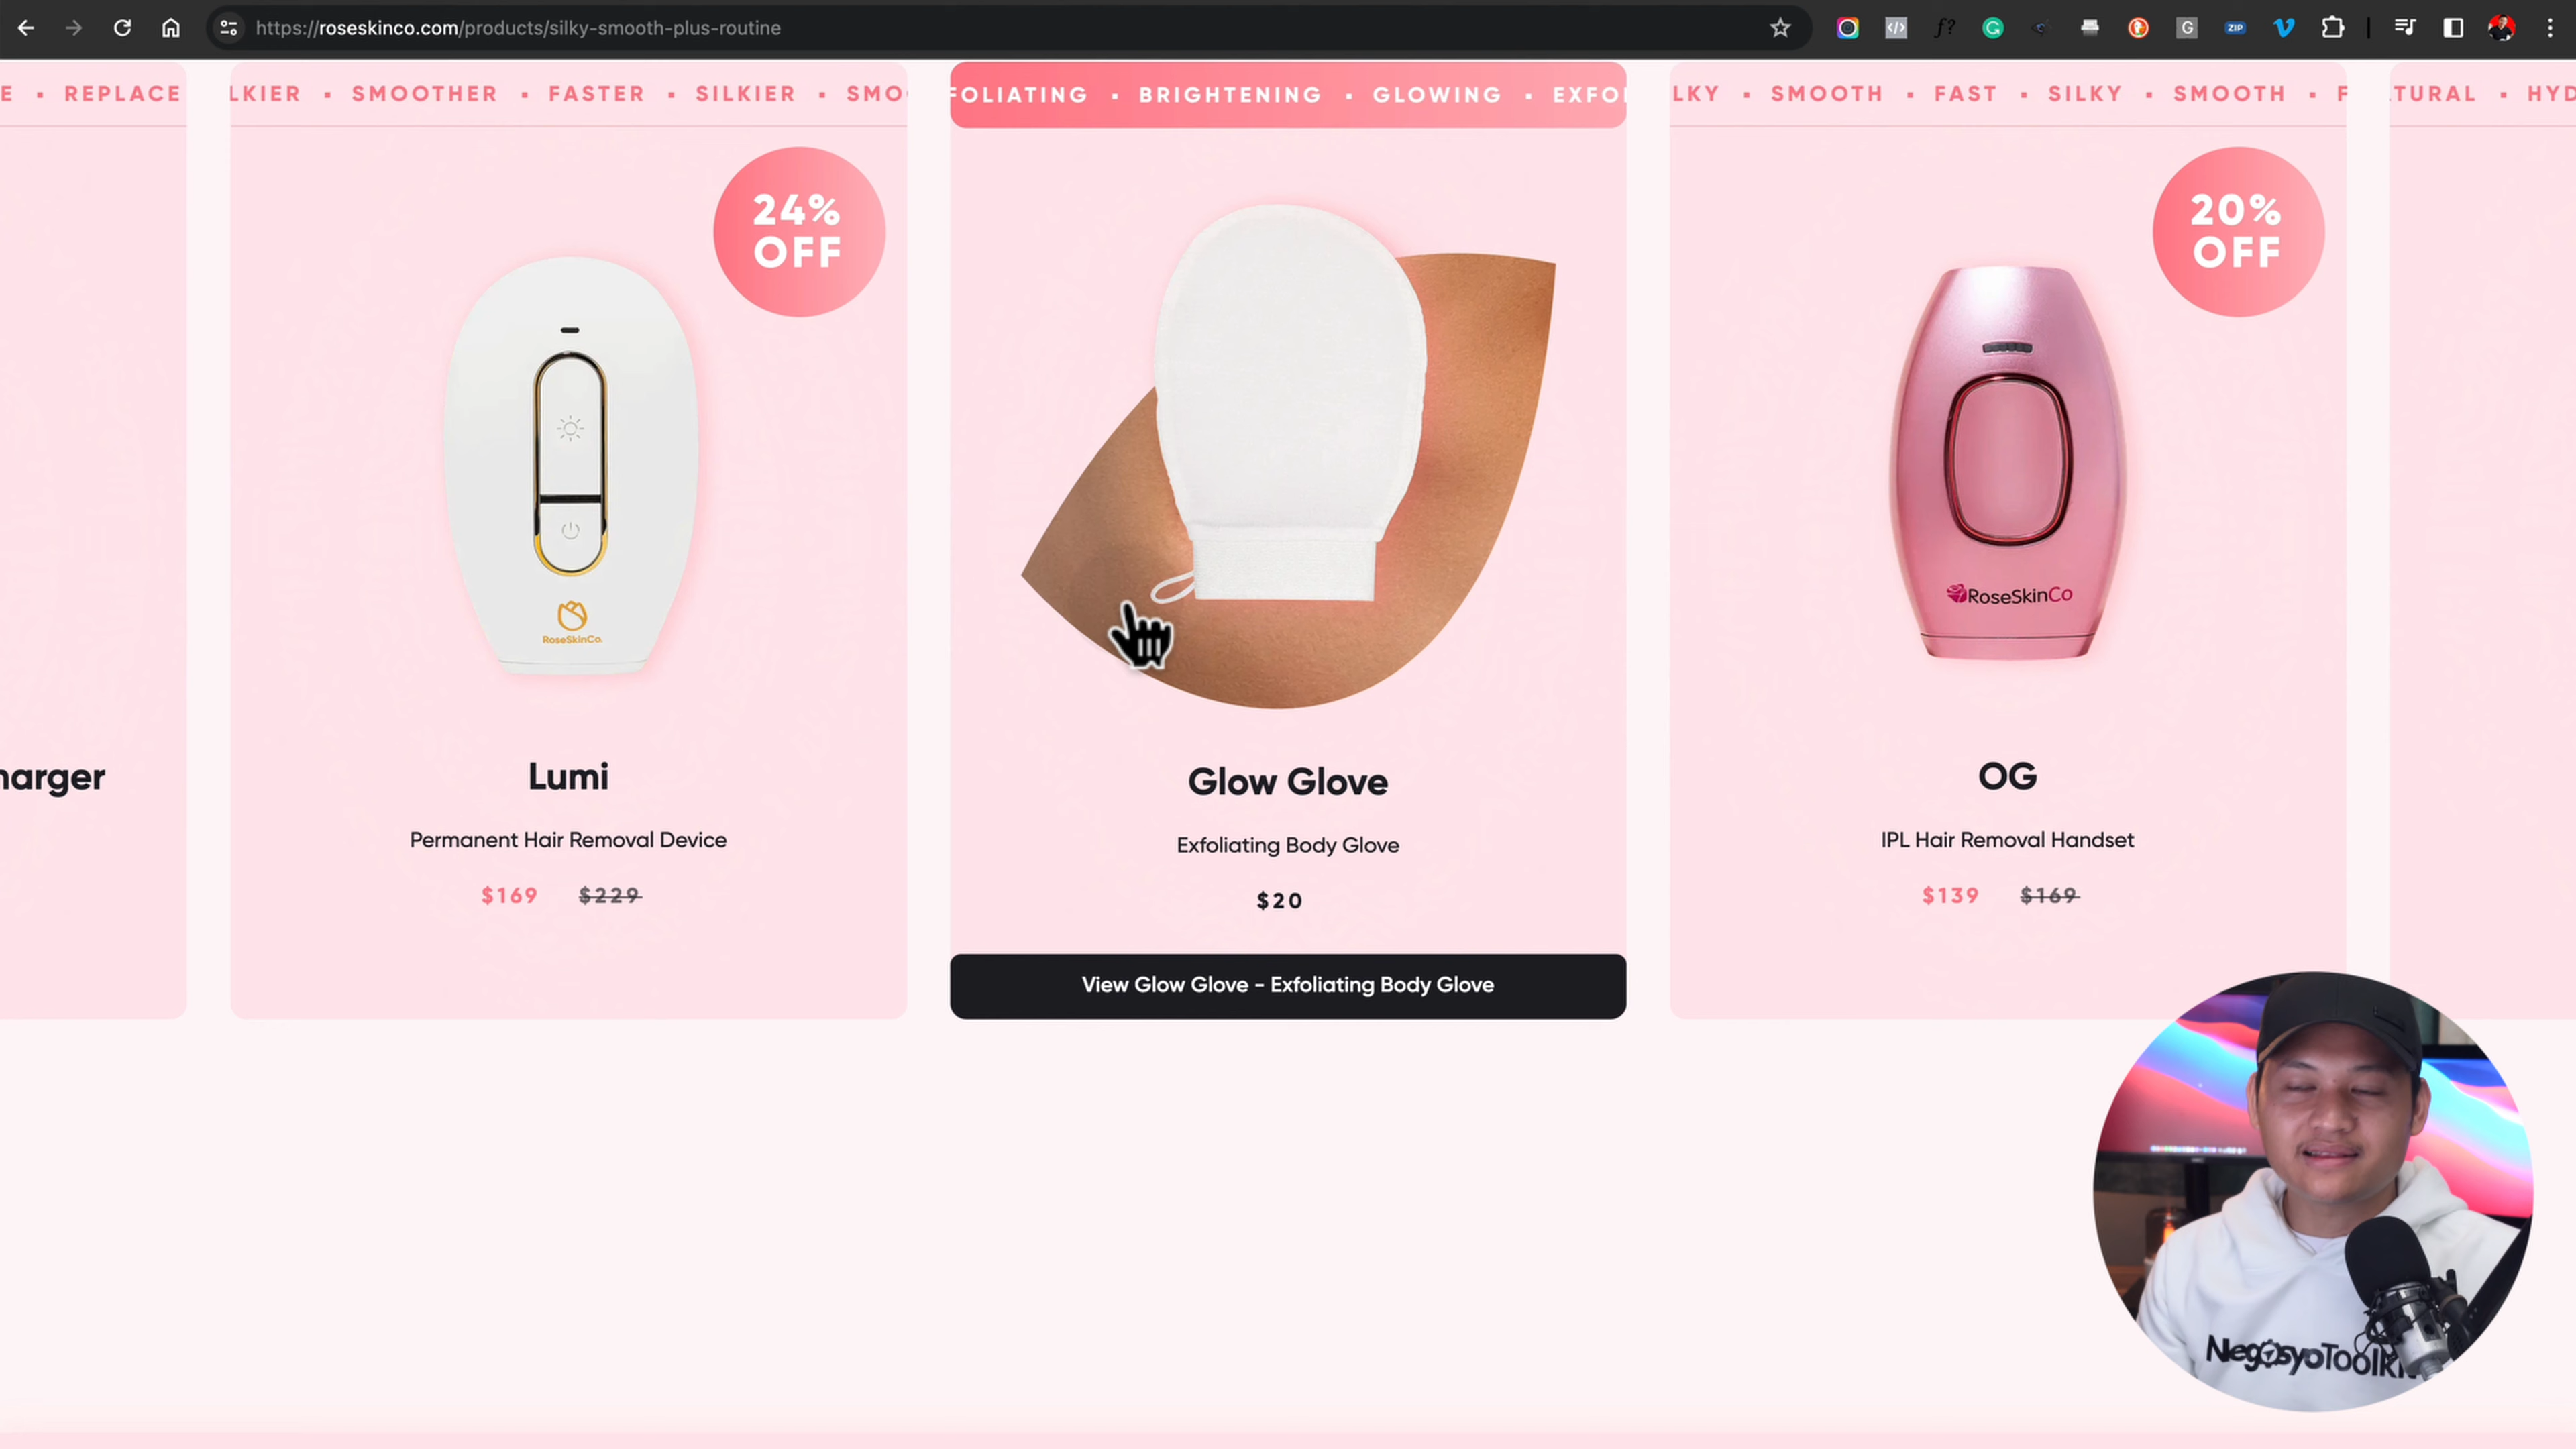 https://roseskinco.com/products/silky-smooth-plus-routine
E ▪ REPLACE
LKIER ▪ SMOOTHER ▪ FASTER ▪ SILKIER ▪ SMO
FOLIATING ▪ BRIGHTENING ▪ GLOWING ▪ EXFOL
LKY ▪ SMOOTH ▪ FAST ▪ SILKY ▪ SMOOTH ▪ F
TURAL ▪ HYD
24%
OFF
20%
OFF
RoseSkinCo.
RoseSkinCo
harger
Lumi
Permanent Hair Removal Device
$169 $229
Glow Glove
Exfoliating Body Glove
$20
View Glow Glove - Exfoliating Body Glove
OG
IPL Hair Removal Handset
$139 $169
NegosyoToolki